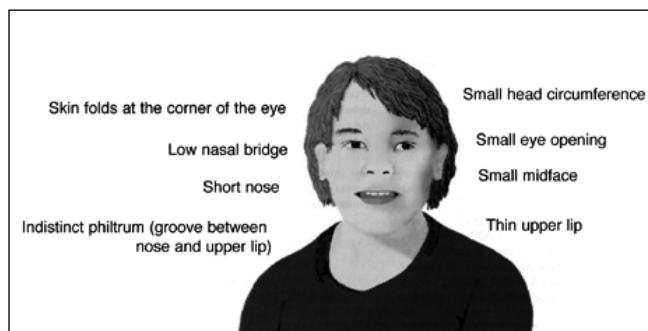 Skin folds at the corner of the eye
Low nasal bridge
Short nose
Indistinct philtrum (groove between
nose and upper lip)
Small head circumference
Small eye opening
Small midface
Thin upper lip